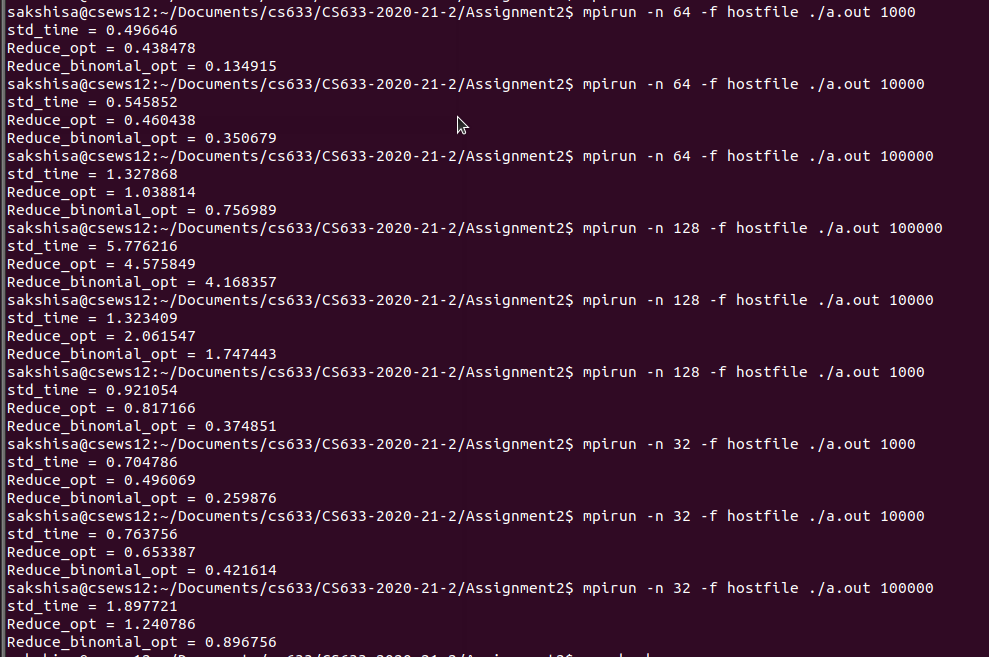 sakshisa@csews12:~/Documents/cs633/CS633-2020-21-2/Assignment2$ mpirun -n 64 -f hostfile ./a.out 1000
std_time = 0.496646
Reduce_opt = 0.438478
Reduce_binomial_opt = 0.134915
sakshisa@csews12:~/Documents/cs633/CS633-2020-21-2/Assignment2$ mpirun -n 64 -f hostfile ./a.out 10000
std_time = 0.545852
Reduce_opt = 0.460438
Reduce_binomial_opt = 0.350679
sakshisa@csews12:~/Documents/cs633/CS633-2020-21-2/Assignment2$ mpirun -n 64 -f hostfile ./a.out 100000
std_time = 1.327868
Reduce_opt = 1.038814
Reduce_binomial_opt = 0.756989
sakshisa@csews12:~/Documents/cs633/CS633-2020-21-2/Assignment2$ mpirun -n 128 -f hostfile ./a.out 100000
std_time = 5.776216
Reduce_opt = 4.575849
Reduce_binomial_opt = 4.168357
sakshisa@csews12:~/Documents/cs633/CS633-2020-21-2/Assignment2$ mpirun -n 128 -f hostfile ./a.out 10000
std_time = 1.323409
Reduce_opt = 2.061547
Reduce_binomial_opt = 1.747443
sakshisa@csews12:~/Documents/cs633/CS633-2020-21-2/Assignment2$ mpirun -n 128 -f hostfile ./a.out 1000
std_time = 0.921054
Reduce_opt = 0.817166
Reduce_binomial_opt = 0.374851
sakshisa@csews12:~/Documents/cs633/CS633-2020-21-2/Assignment2$ mpirun -n 32 -f hostfile ./a.out 1000
std_time = 0.704786
Reduce_opt = 0.496069
Reduce_binomial_opt = 0.259876
sakshisa@csews12:~/Documents/cs633/CS633-2020-21-2/Assignment2$ mpirun -n 32 -f hostfile ./a.out 10000
std_time = 0.763756
Reduce_opt = 0.653387
Reduce_binomial_opt = 0.421614
sakshisa@csews12:~/Documents/cs633/CS633-2020-21-2/Assignment2$ mpirun -n 32 -f hostfile ./a.out 100000
std_time = 1.897721
Reduce_opt = 1.240786
Reduce_binomial_opt = 0.896756